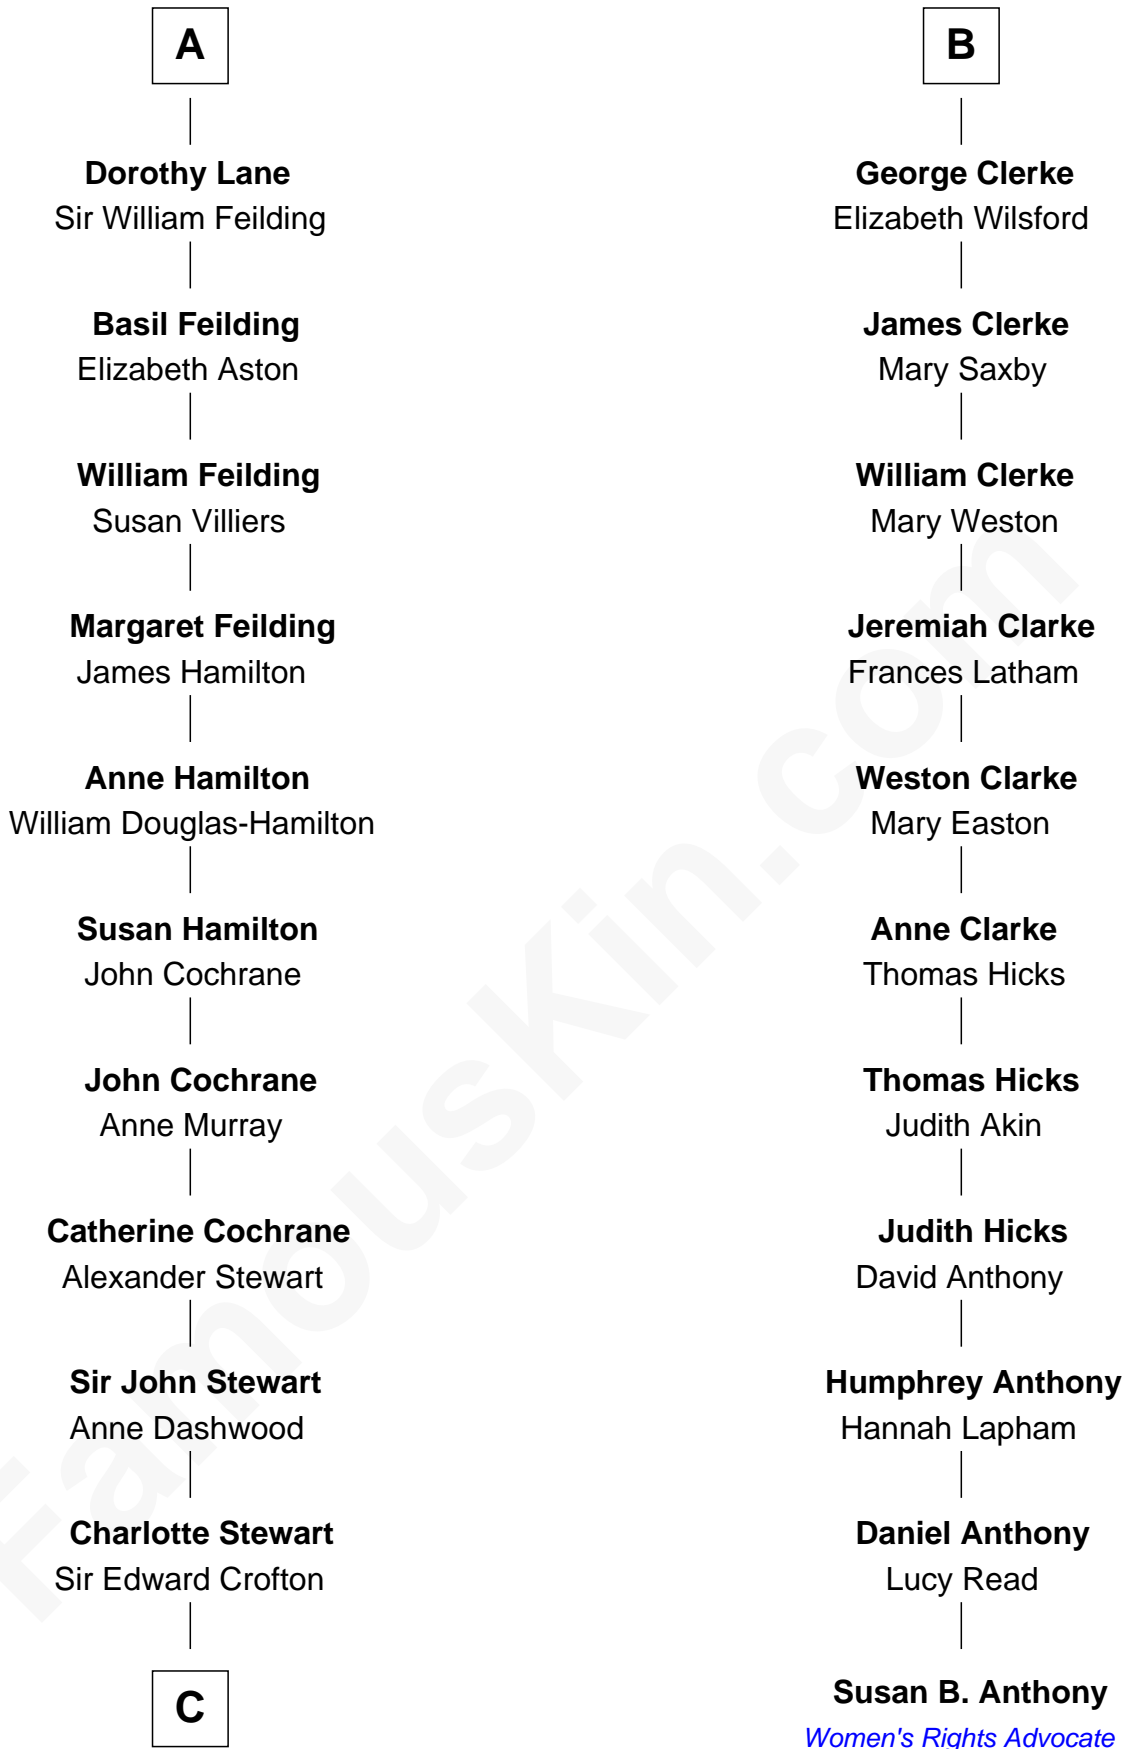 A
Dorothy Lane
Sir William Feilding
Basil Feilding
Elizabeth Aston
William Feilding
Susan Villiers
Margaret Feilding
James Hamilton
Anne Hamilton
William Douglas-Hamilton
Susan Hamilton
John Cochrane
John Cochrane
Anne Murray
Catherine Cochrane
Alexander Stewart
Sir John Stewart
Anne Dashwood
Charlotte Stewart
Sir Edward Crofton
C
B
George Clerke
Elizabeth Wilsford
James Clerke
Mary Saxby
William Clerke
Mary Weston
Jeremiah Clarke
Frances Latham
Weston Clarke
Mary Easton
Anne Clarke
Thomas Hicks
Thomas Hicks
Judith Akin
Judith Hicks
David Anthony
Humphrey Anthony
Hannah Lapham
Daniel Anthony
Lucy Read
Susan B. Anthony
Women's Rights Advocate
FamousKin.com